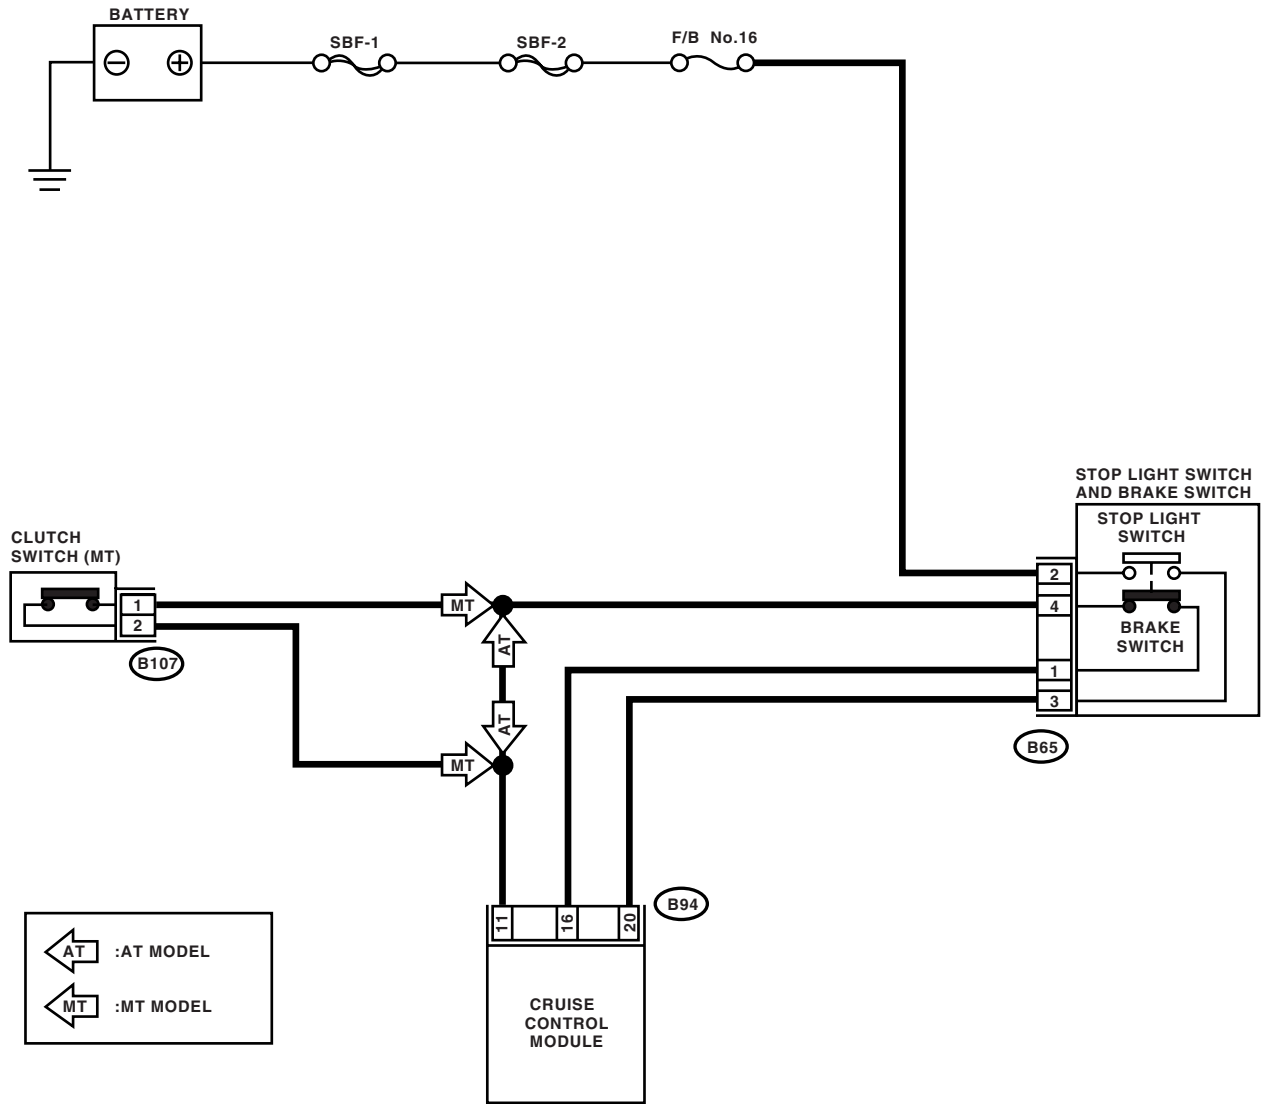 BATTERY
SBF-1
SBF-2
F/B No.16
STOP LIGHT SWITCH
AND BRAKE SWITCH
STOP LIGHT
SWITCH
2
4
BRAKE
SWITCH
1
3
B65
CLUTCH
SWITCH (MT)
1
2
B107
MT
AT
AT
MT
B94
11
16
20
CRUISE
CONTROL
MODULE
AT :AT MODEL
MT :MT MODEL